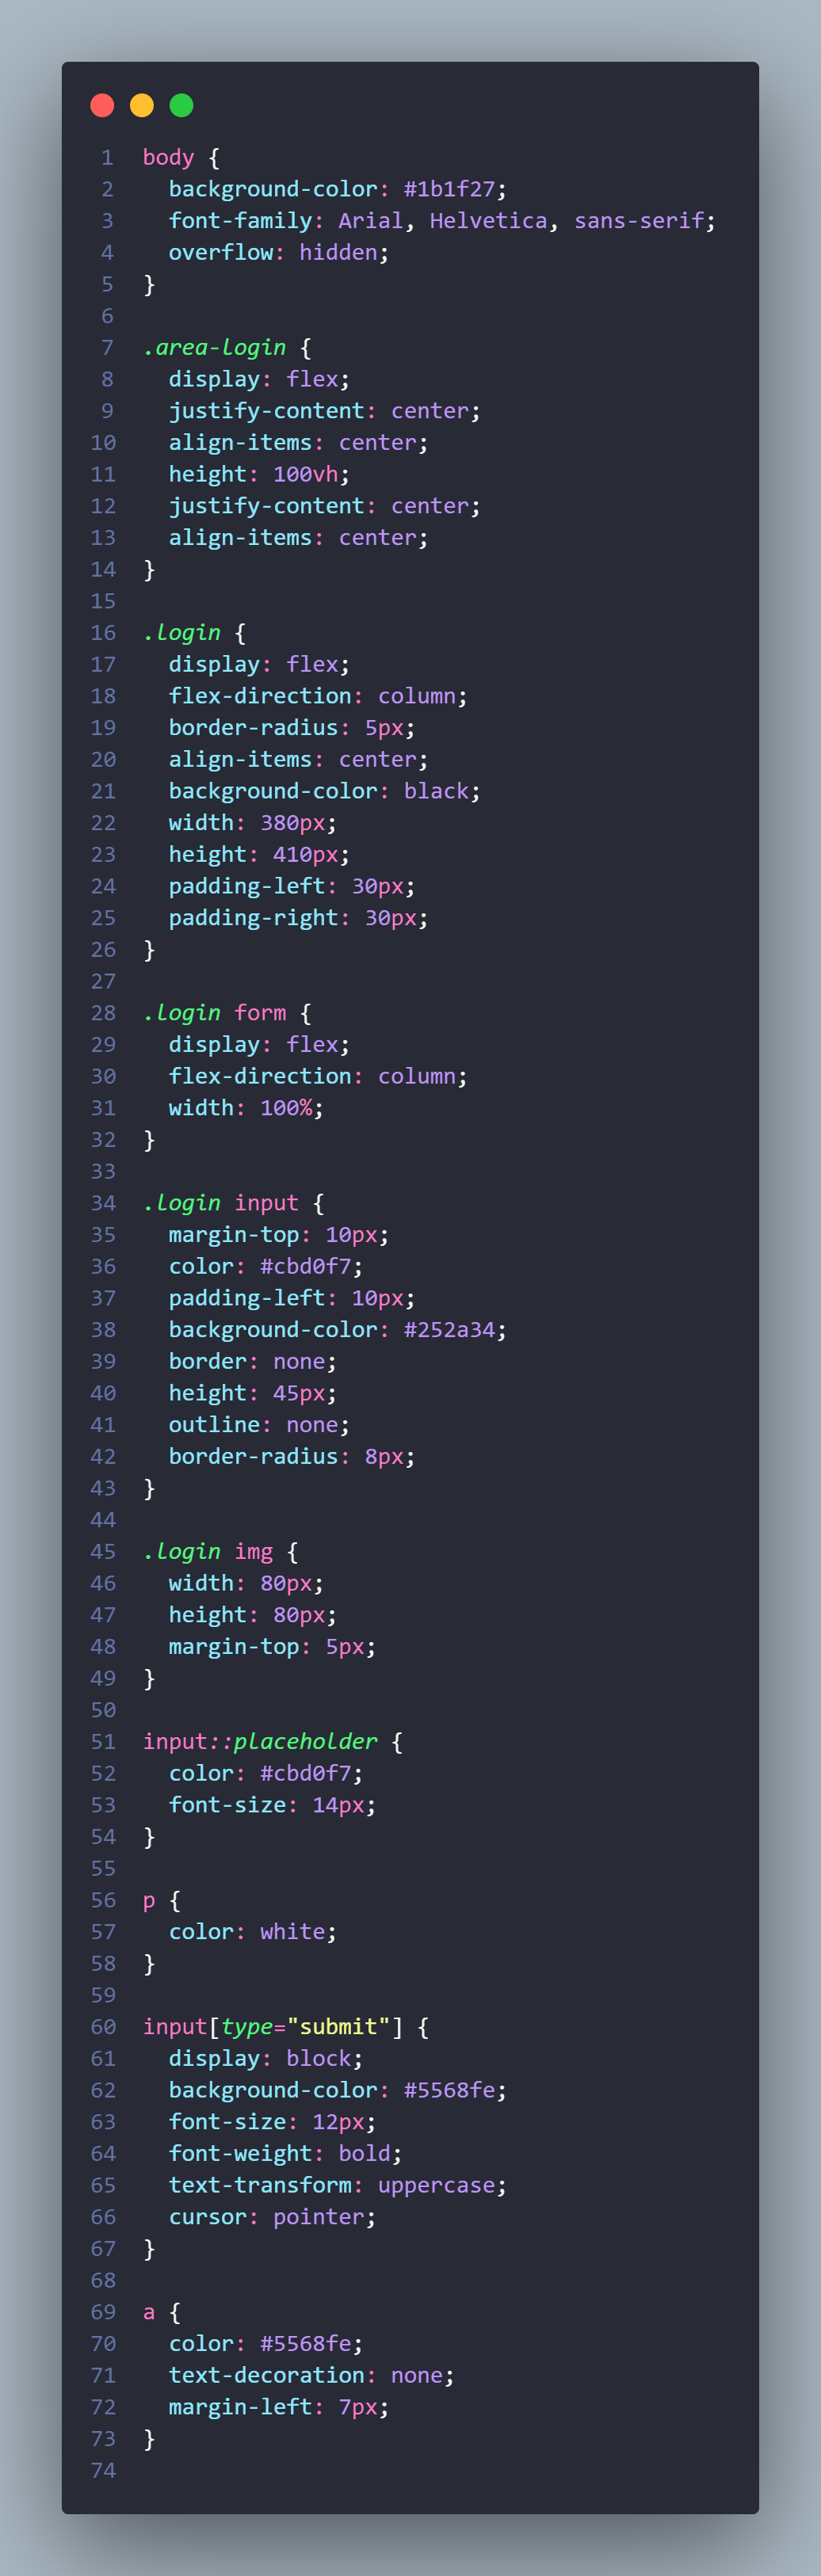 1 body {
2   background-color: #1b1f27;
3   font-family: Arial, Helvetica, sans-serif;
4   overflow: hidden;
5 }
6
7 .area-login {
8   display: flex;
9   justify-content: center;
10   align-items: center;
11   height: 100vh;
12   justify-content: center;
13   align-items: center;
14 }
15
16 .login {
17   display: flex;
18   flex-direction: column;
19   border-radius: 5px;
20   align-items: center;
21   background-color: black;
22   width: 380px;
23   height: 410px;
24   padding-left: 30px;
25   padding-right: 30px;
26 }
27
28 .login form {
29   display: flex;
30   flex-direction: column;
31   width: 100%;
32 }
33
34 .login input {
35   margin-top: 10px;
36   color: #cbd0f7;
37   padding-left: 10px;
38   background-color: #252a34;
39   border: none;
40   height: 45px;
41   outline: none;
42   border-radius: 8px;
43 }
44
45 .login img {
46   width: 80px;
47   height: 80px;
48   margin-top: 5px;
49 }
50
51 input::placeholder {
52   color: #cbd0f7;
53   font-size: 14px;
54 }
55
56 p {
57   color: white;
58 }
59
60 input[type="submit"] {
61   display: block;
62   background-color: #5568fe;
63   font-size: 12px;
64   font-weight: bold;
65   text-transform: uppercase;
66   cursor: pointer;
67 }
68
69 a {
70   color: #5568fe;
71   text-decoration: none;
72   margin-left: 7px;
73 }
74